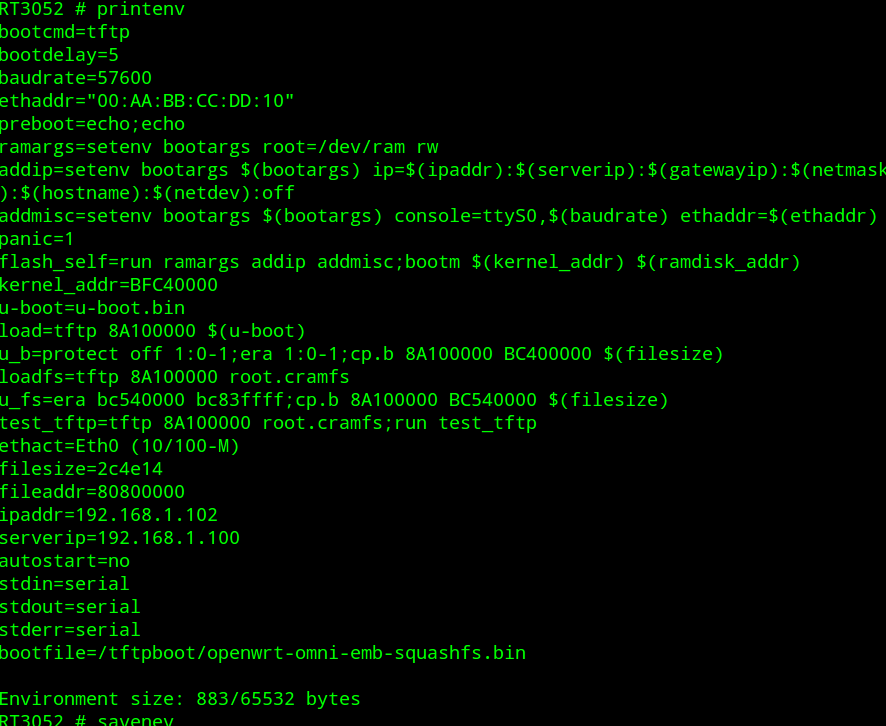 RT3052 # printenv
bootcmd=tftp
bootdelay=5
baudrate=57600
ethaddr="00:AA:BB:CC:DD:10"
preboot=echo;echo
ramargs=setenv bootargs root=/dev/ram rw
addip=setenv bootargs $(bootargs) ip=$(ipaddr):$(serverip):$(gatewayip):$(netmask
):$(hostname):$(netdev):off
addmisc=setenv bootargs $(bootargs) console=ttyS0,$(baudrate) ethaddr=$(ethaddr)
panic=1
flash_self=run ramargs addip addmisc;bootm $(kernel_addr) $(ramdisk_addr)
kernel_addr=BFC40000
u-boot=u-boot.bin
load=tftp 8A100000 $(u-boot)
u_b=protect off 1:0-1;era 1:0-1;cp.b 8A100000 BC400000 $(filesize)
loadfs=tftp 8A100000 root.cramfs
u_fs=era bc540000 bc83ffff;cp.b 8A100000 BC540000 $(filesize)
test_tftp=tftp 8A100000 root.cramfs;run test_tftp
ethact=Eth0 (10/100-M)
filesize=2c4e14
fileaddr=80800000
ipaddr=192.168.1.102
serverip=192.168.1.100
autostart=no
stdin=serial
stdout=serial
stderr=serial
bootfile=/tftpboot/openwrt-omni-emb-squashfs.bin
Environment size: 883/65532 bytes
RT3052 # savenev